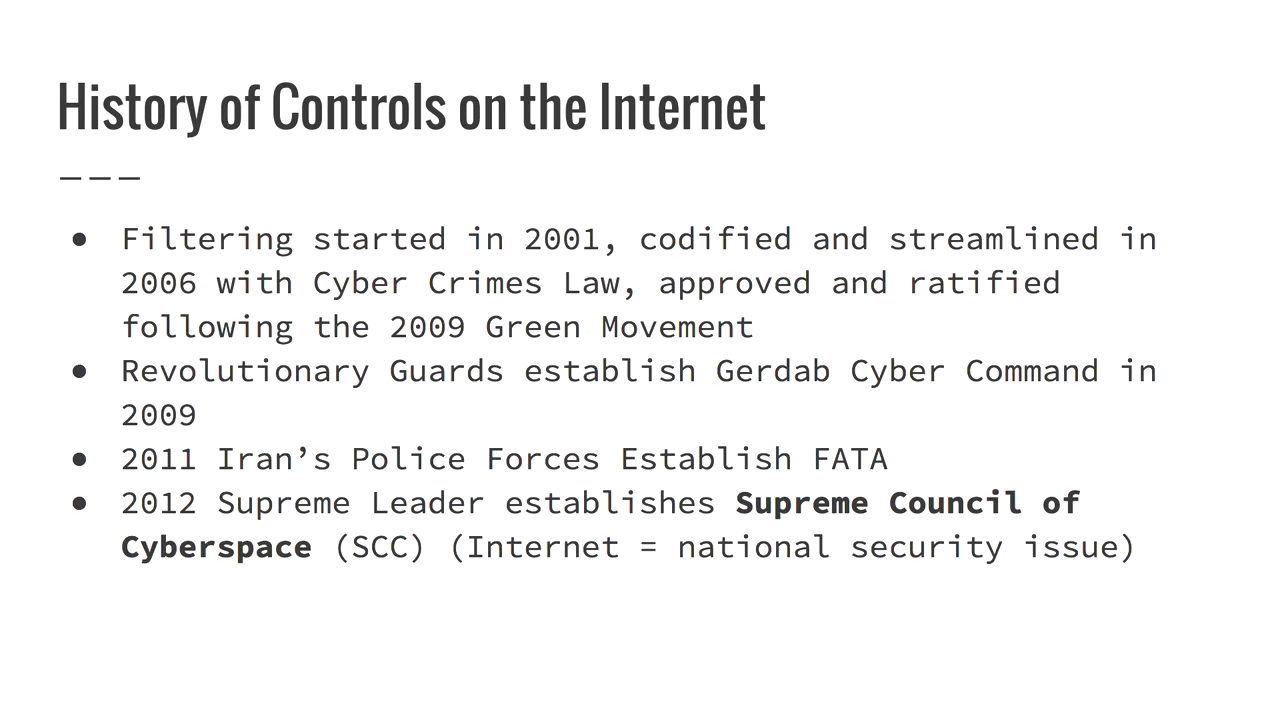 History of Controls on the Internet
● Filtering started in 2001, codified and streamlined in
2006 with Cyber Crimes Law, approved and ratified
following the 2009 Green Movement
● Revolutionary Guards establish Gerdab Cyber Command in
2009
● 2011 Iran’s Police Forces Establish FATA
● 2012 Supreme Leader establishes Supreme Council of
Cyberspace (SCC) (Internet = national security issue)